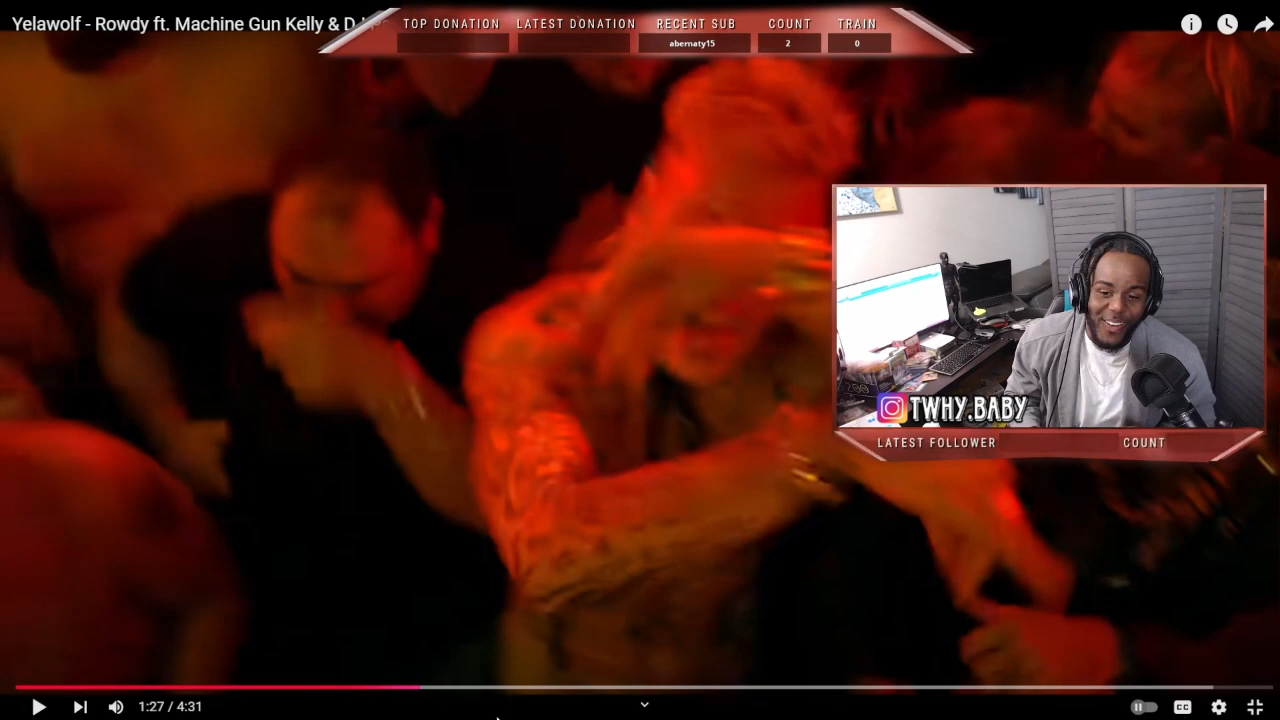 Yelawolf - Rowdy ft. Machine Gun Kelly & D
TOP DONATION LATEST DONATION RECENT SUB COUNT TRAIN
abernaty15 2 0
TWHY.BABY
LATEST FOLLOWER COUNT
1:27 / 4:31
CC